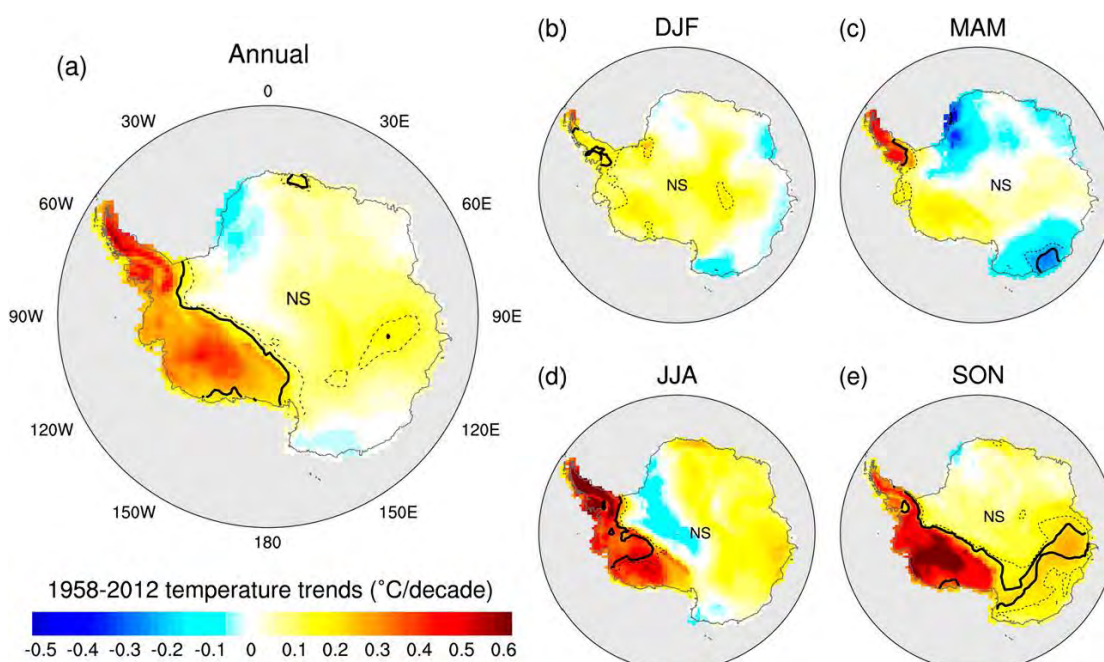 (a)
Annual
0
30W
30E
60W
60E
90W
90E
120W
120E
150W
150E
180
NS
1958-2012 temperature trends (°C/decade)
-0.5 -0.4 -0.3 -0.2 -0.1 0 0.1 0.2 0.3 0.4 0.5 0.6
(b)
DJF
NS
(c)
MAM
NS
(d)
JJA
NS
(e)
SON
NS